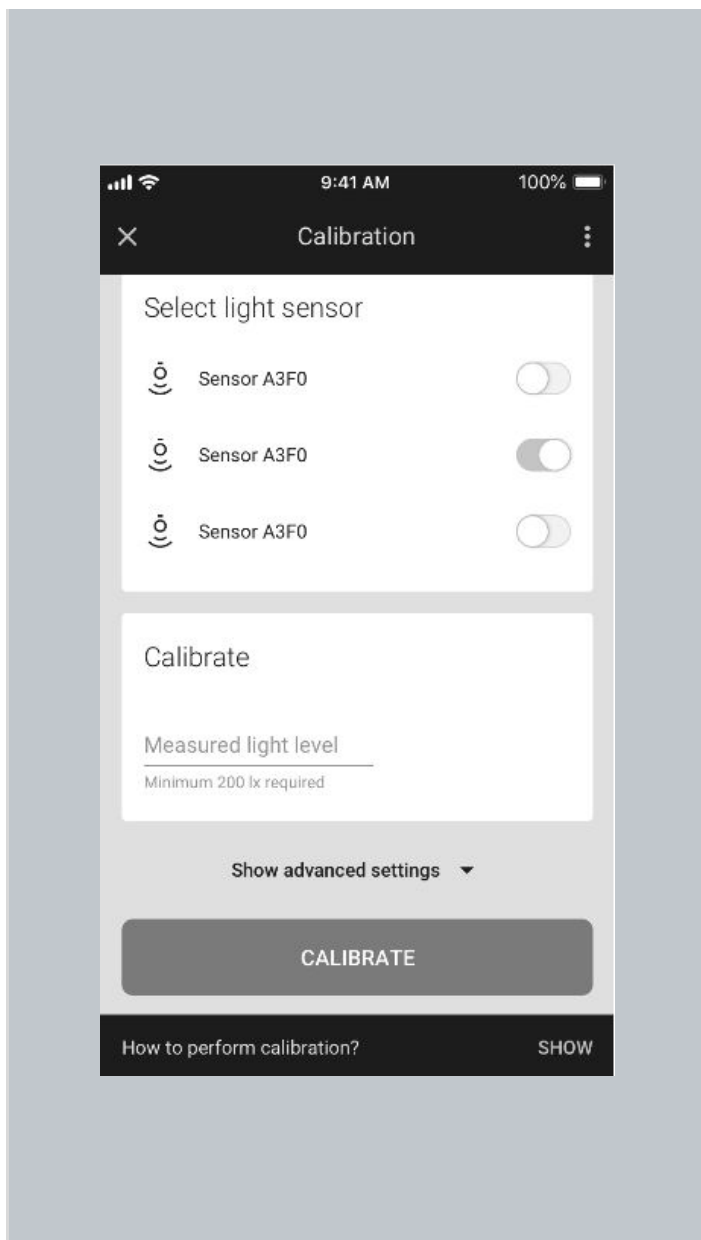 9:41 AM 100%
Calibration
Select light sensor
Sensor A3F0
Sensor A3F0
Sensor A3F0
Calibrate
Measured light level
Minimum 200 lx required
Show advanced settings
CALIBRATE
How to perform calibration? SHOW